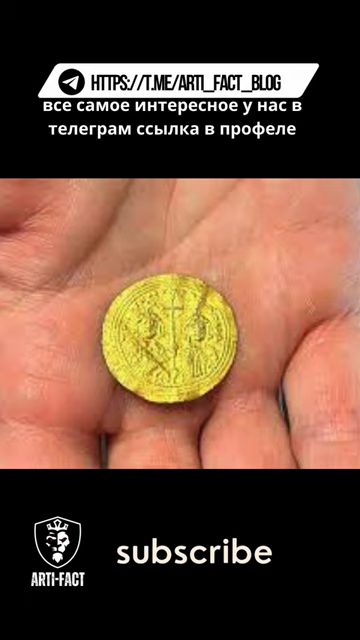 HTTPS://T.ME/ARTI_FACT_BLOG
все самое интересное у нас в
телеграм ссылка в профеле
ARTI-FACT
subscribe